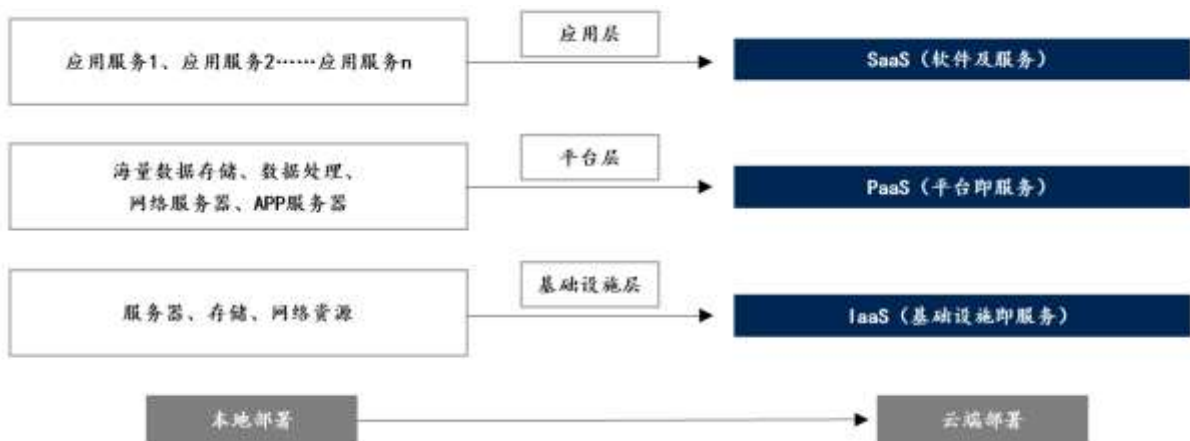 应用服务1、应用服务2……应用服务n
应用层
SaaS（软件及服务）
海量数据存储、数据处理、
网络服务器、APP服务器
平台层
PaaS（平台即服务）
服务器、存储、网络资源
基础设施层
IaaS（基础设施即服务）
本地部署
云端部署